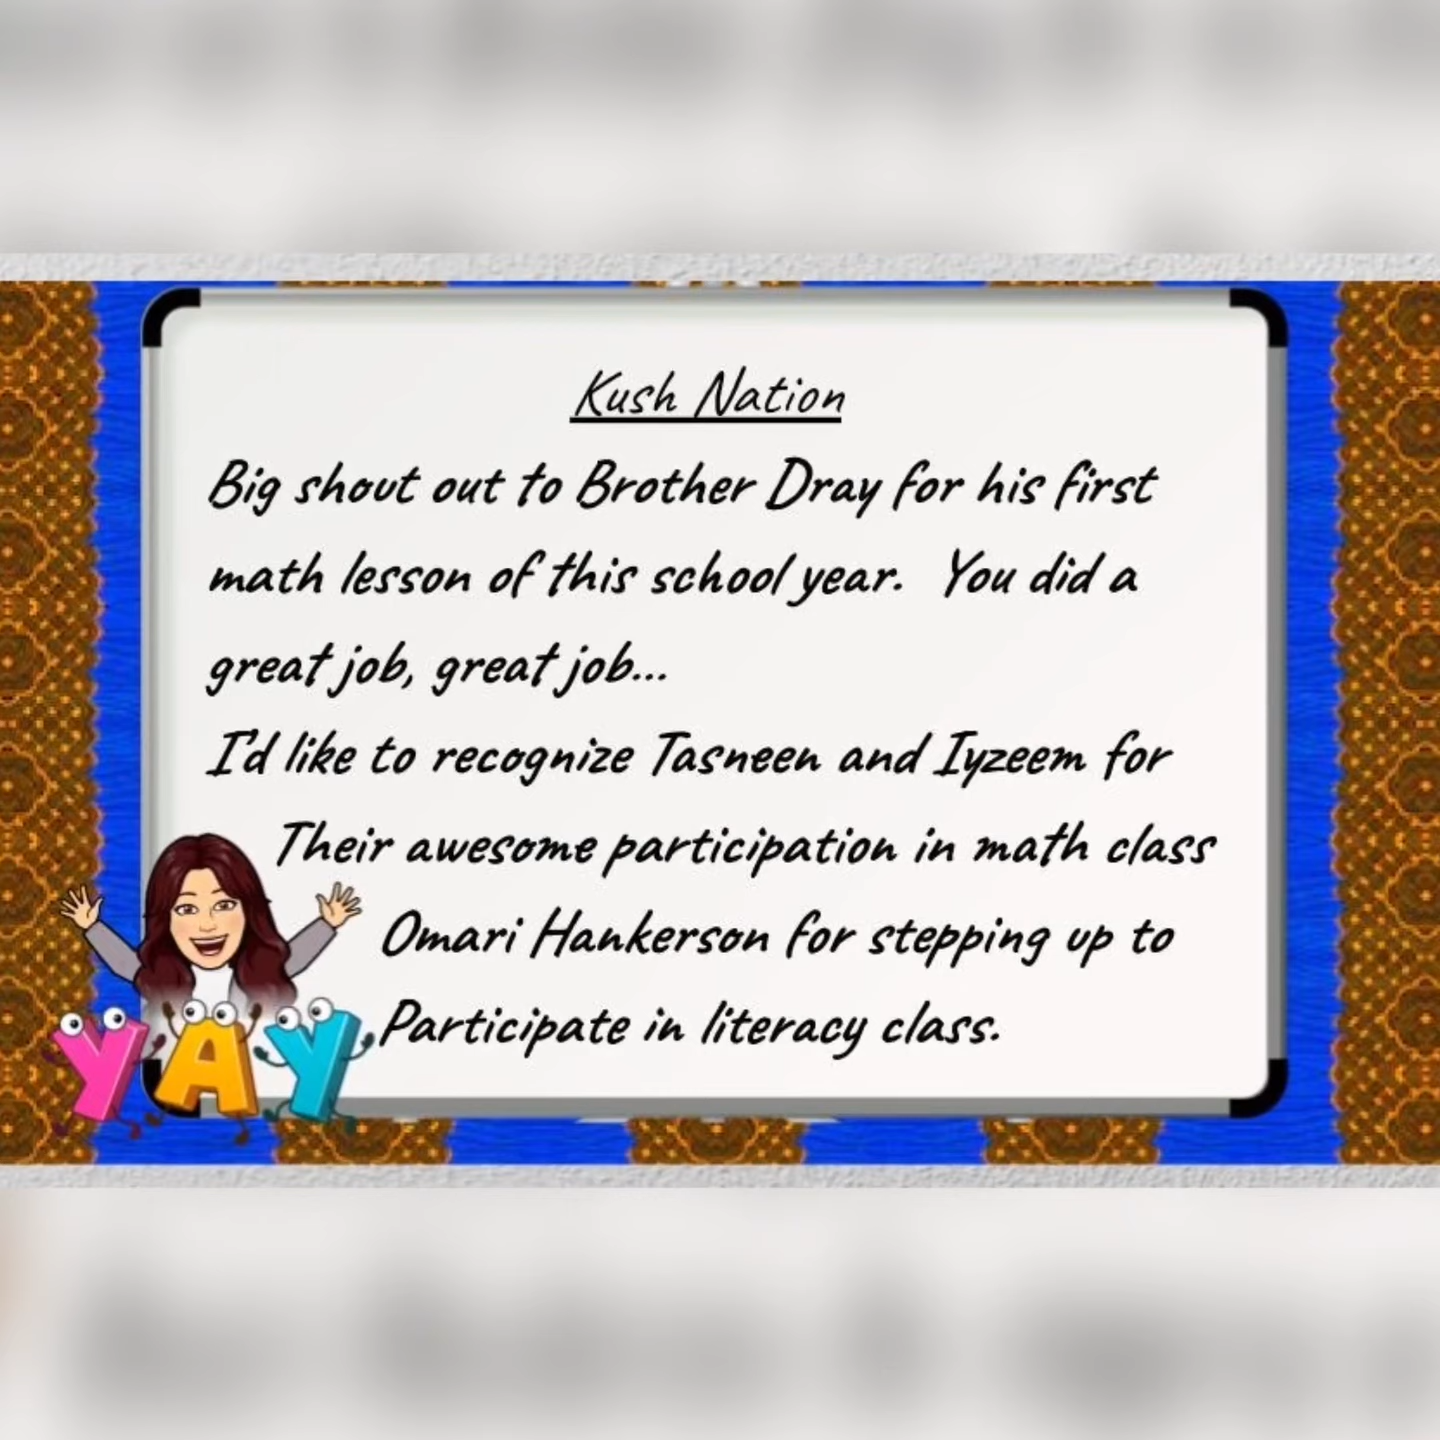 Kush Nation
Big shout out to Brother Dray for his first
math lesson of this school year. You did a
great job, great job...
I'd like to recognize Tasneen and Iyzeem for
Their awesome participation in math class
Omari Hankerson for stepping up to
Participate in literacy class.
YAY